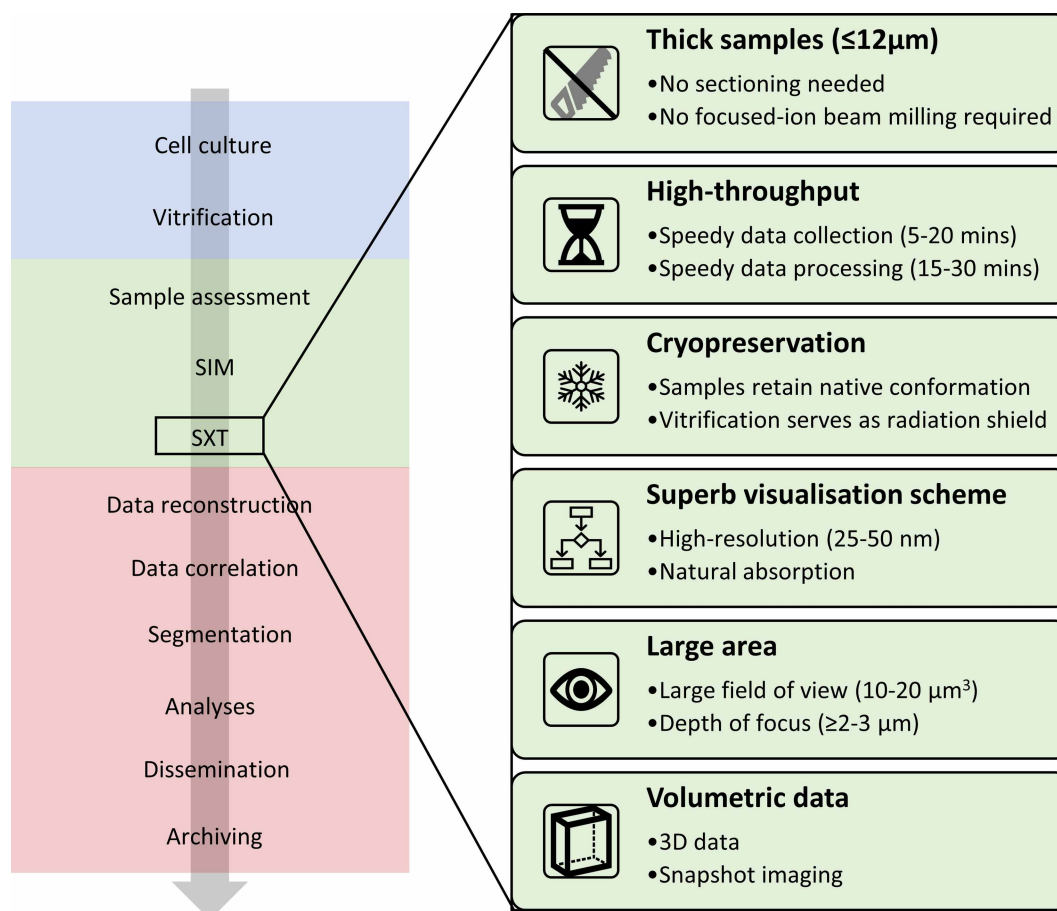 Cell culture
Vitrification
Sample assessment
SIM
SXT
Data reconstruction
Data correlation
Segmentation
Analyses
Dissemination
Archiving
Thick samples (≤12µm)
•No sectioning needed
•No focused-ion beam milling required
High-throughput
•Speedy data collection (5-20 mins)
•Speedy data processing (15-30 mins)
Cryopreservation
•Samples retain native conformation
•Vitrification serves as radiation shield
Superb visualisation scheme
•High-resolution (25-50 nm)
•Natural absorption
Large area
•Large field of view (10-20 µm³)
•Depth of focus (≥2-3 µm)
Volumetric data
•3D data
•Snapshot imaging